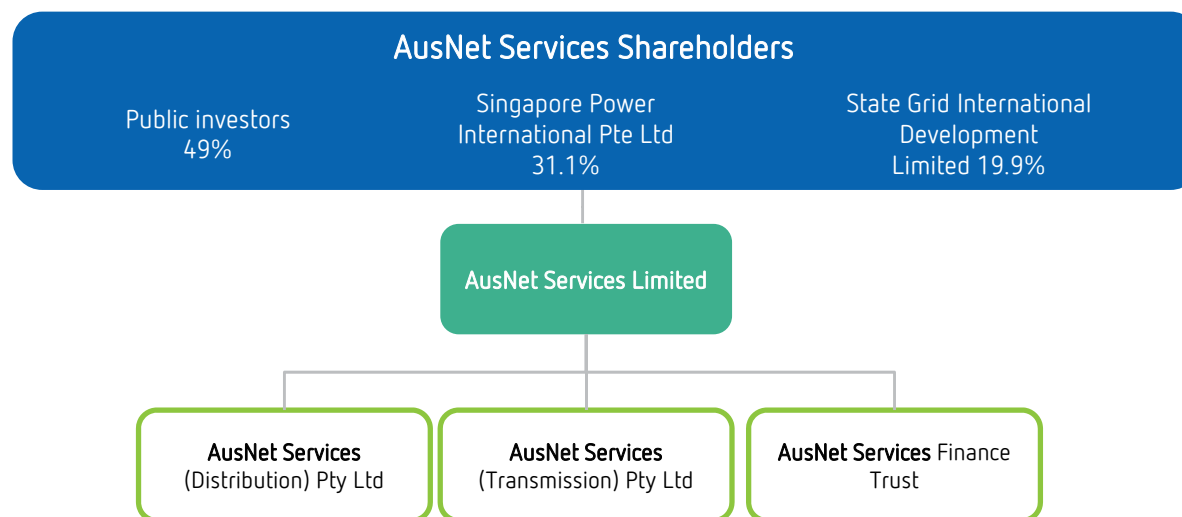 AusNet Services Shareholders
Public investors
49%
Singapore Power
International Pte Ltd
31.1%
State Grid International
Development
Limited 19.9%
AusNet Services Limited
AusNet Services
(Distribution) Pty Ltd
AusNet Services
(Transmission) Pty Ltd
AusNet Services Finance
Trust